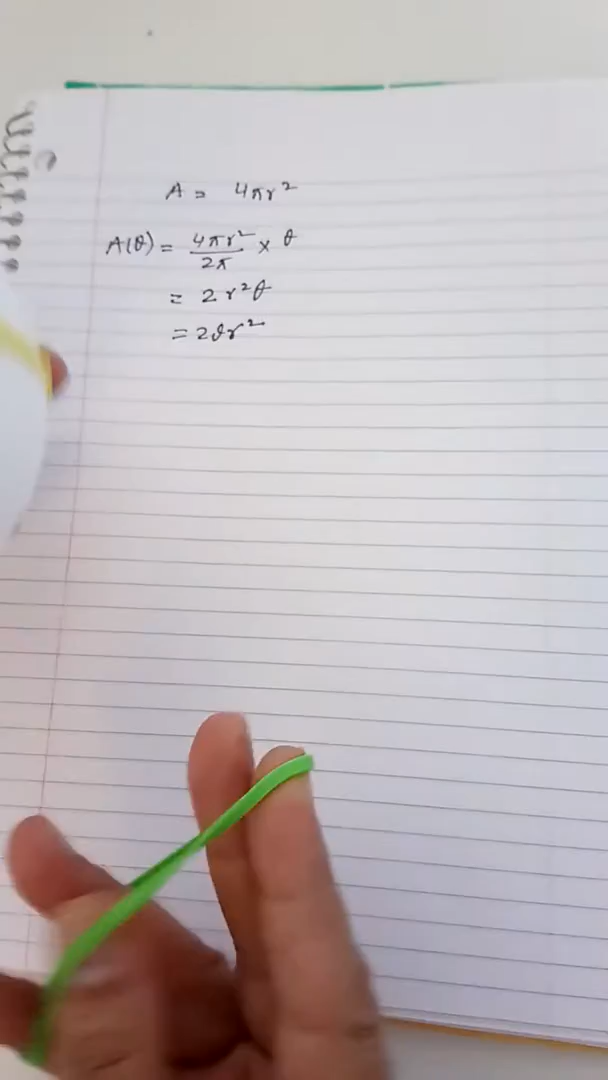 A = 4πr²
A(θ) = 4πr²/2π × θ
= 2r²θ
= 2θr²